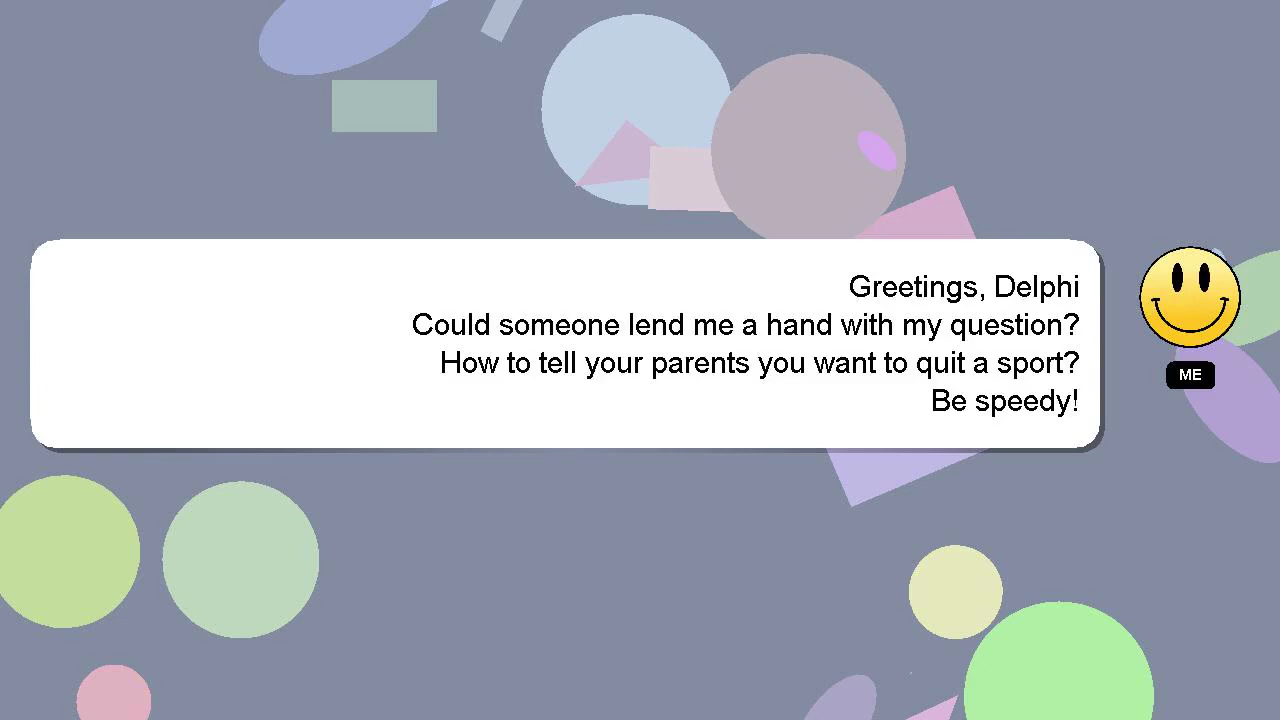 Greetings, Delphi
Could someone lend me a hand with my question?
How to tell your parents you want to quit a sport?
Be speedy!
ME